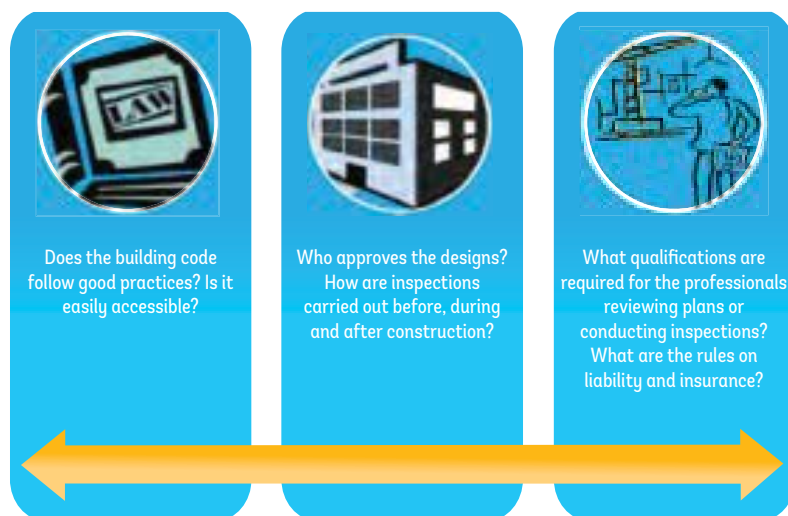 LAW
Does the building code
follow good practices? Is it
easily accessible?
Who approves the designs?
How are inspections
carried out before, during
and after construction?
What qualifications are
required for the professionals
reviewing plans or
conducting inspections?
What are the rules on
liability and insurance?